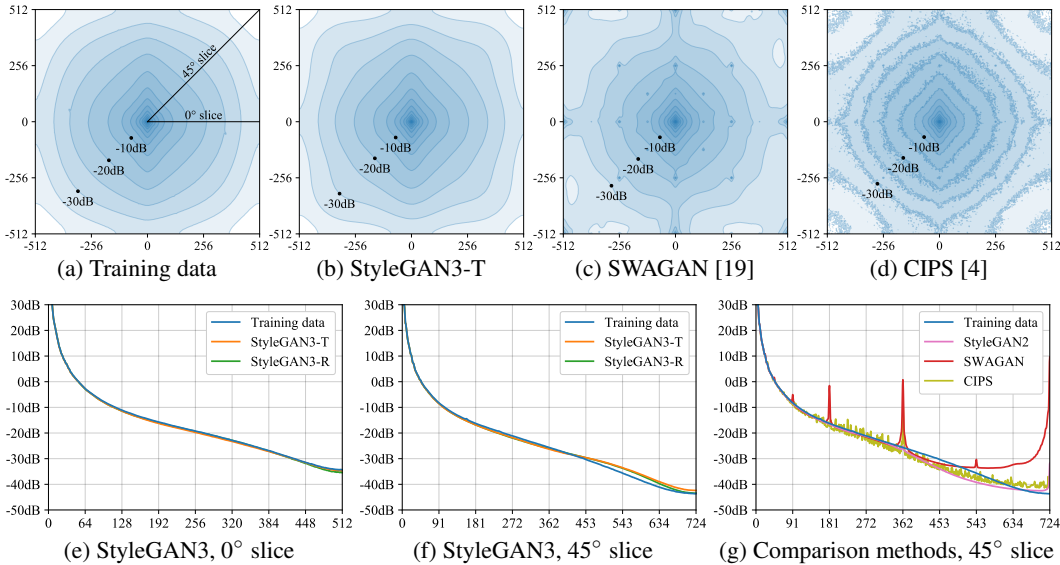 512
256
0
-256
-512
-512 -256 0 256 512
45° slice
0° slice
-10dB
-20dB
-30dB
(a) Training data
512
256
0
-256
-512
-512 -256 0 256 512
-10dB
-20dB
-30dB
(b) StyleGAN3-T
512
256
0
-256
-512
-512 -256 0 256 512
-10dB
-20dB
-30dB
(c) SWAGAN [19]
512
256
0
-256
-512
-512 -256 0 256 512
-10dB
-20dB
-30dB
(d) CIPS [4]
30dB
20dB
10dB
0dB
-10dB
-20dB
-30dB
-40dB
-50dB
0 64 128 192 256 320 384 448 512
Training data
StyleGAN3-T
StyleGAN3-R
(e) StyleGAN3, 0° slice
30dB
20dB
10dB
0dB
-10dB
-20dB
-30dB
-40dB
-50dB
0 91 181 272 362 453 543 634 724
Training data
StyleGAN3-T
StyleGAN3-R
(f) StyleGAN3, 45° slice
30dB
20dB
10dB
0dB
-10dB
-20dB
-30dB
-40dB
-50dB
0 91 181 272 362 453 543 634 724
Training data
StyleGAN2
SWAGAN
CIPS
(g) Comparison methods, 45° slice